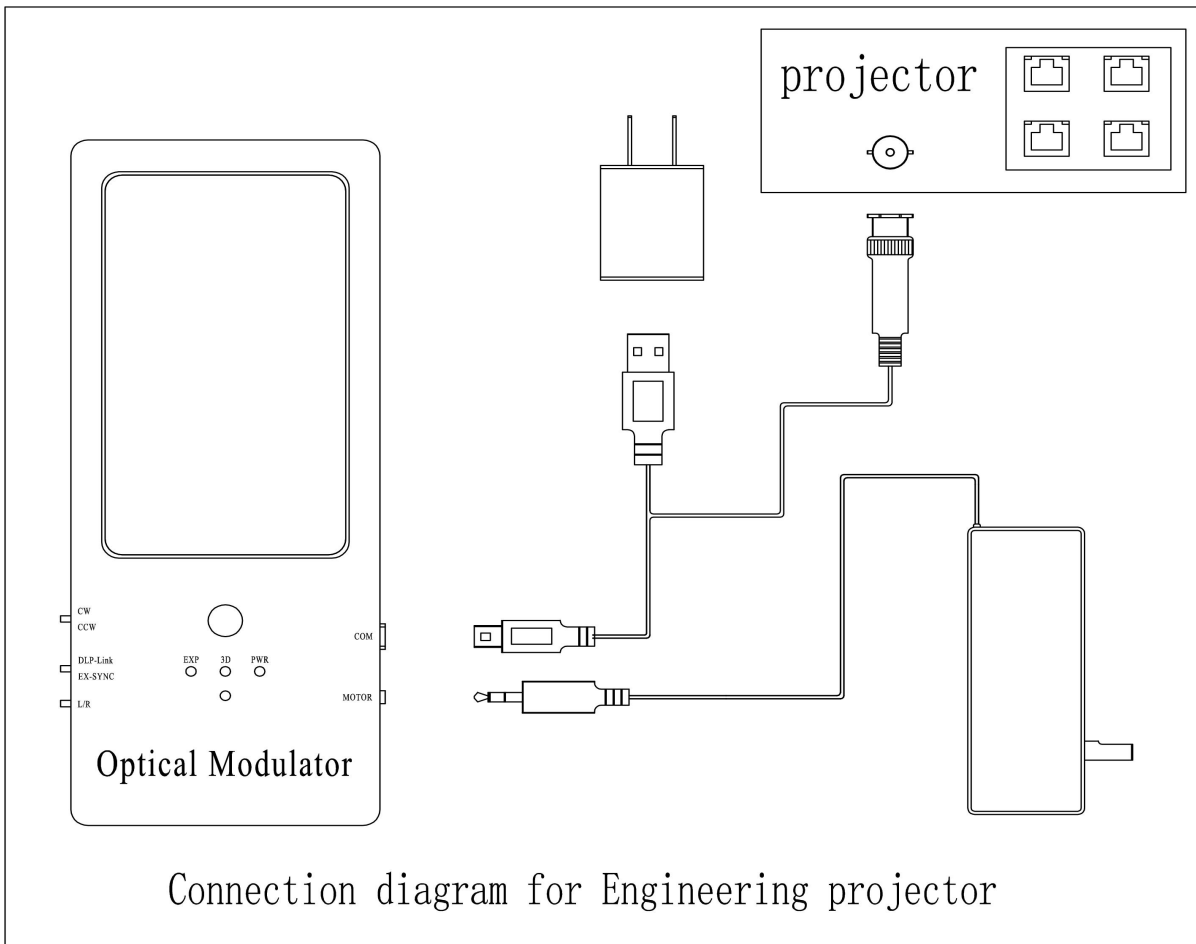 projector
CW
CCW
COM
DLP-Link
EXP 3D PWR
EX-SYNC
MOTOR
L/R
Optical Modulator
Connection diagram for Engineering projector